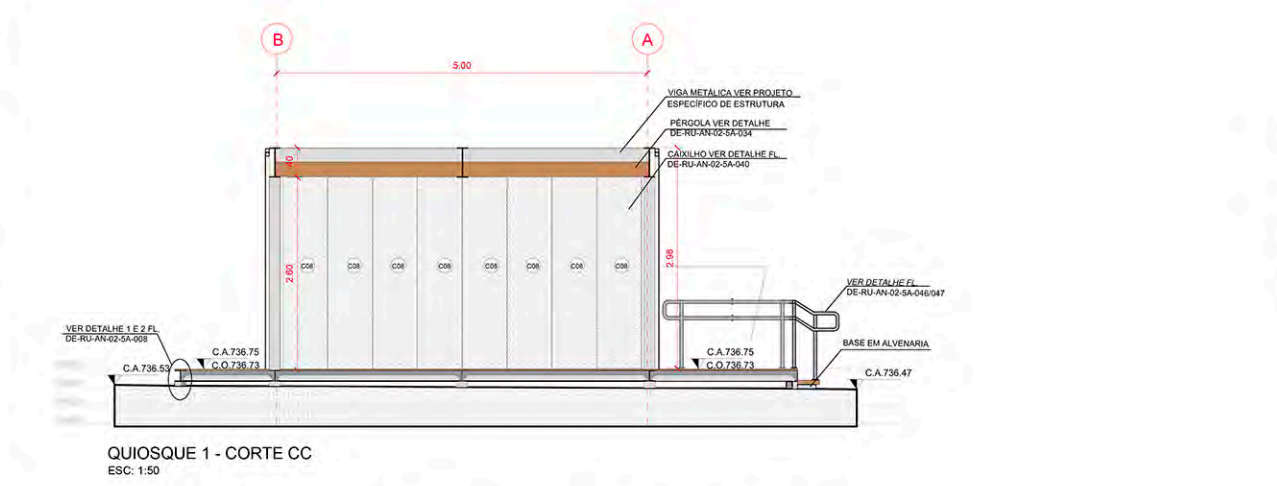 B
A
5.00
VIGA METÁLICA VER PROJETO
ESPECÍFICO DE ESTRUTURA
PÉRGOLA VER DETALHE
DE-RU-AN-02-5A-034
CAIXILHO VER DETALHE FL.
DE-RU-AN-02-5A-040
.40
2.60
2.98
C08
C08
C08
C08
C08
C08
C08
C08
VER DETALHE FL.
DE-RU-AN-02-5A-046/047
VER DETALHE 1 E 2 FL.
DE-RU-AN-02-5A-008
BASE EM ALVENARIA
C.A.736.75
C.O.736.73
C.A.736.75
C.O.736.73
C.A.736.53
C.A.736.47
QUIOSQUE 1 - CORTE CC
ESC: 1:50